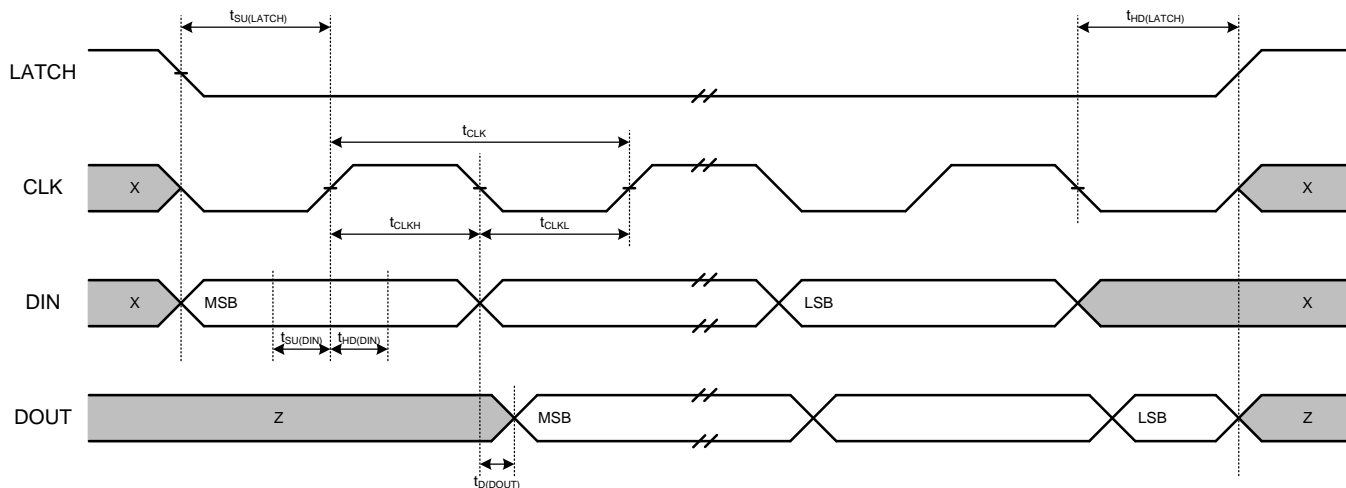 tSU(LATCH)
tHD(LATCH)
LATCH
tCLK
CLK
X
X
tCLKH
tCLKL
DIN
X
MSB
LSB
X
tSU(DIN)
tHD(DIN)
DOUT
Z
MSB
LSB
Z
tD(DOUT)